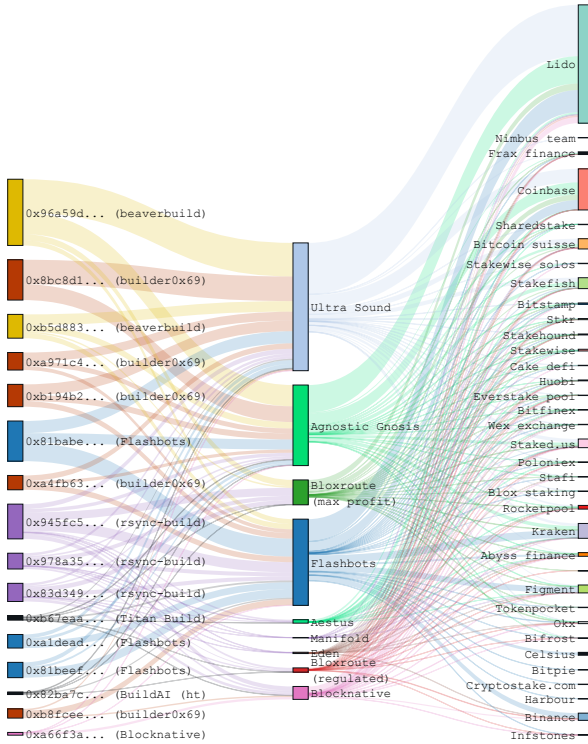 0x96a59d... (beaverbuild)
0x8bc8d1... (builder0x69)
0xb5d883... (beaverbuild)
0xa971c4... (builder0x69)
0xb194b2... (builder0x69)
0x81babe... (Flashbots)
0xa4fb63... (builder0x69)
0x945fc5... (rsync-build)
0x978a35... (rsync-build)
0x83d349... (rsync-build)
0xb67eaa... (Titan Build)
0xa1dead... (Flashbots)
0x81beef... (Flashbots)
0x82ba7c... (BuildAI (ht)
0xb8fcee... (builder0x69)
0xa66f3a... (Blocknative)
Ultra Sound
Agnostic Gnosis
Bloxroute
(max profit)
Flashbots
Aestus
Manifold
Eden
Bloxroute
(regulated)
Blocknative
Lido
Nimbus team
Frax finance
Coinbase
Sharedstake
Bitcoin suisse
Stakewise solos
Stakefish
Bitstamp
Stkr
Stakehound
Stakewise
Cake defi
Huobi
Everstake pool
Bitfinex
Wex exchange
Staked.us
Poloniex
Stafi
Blox staking
Rocketpool
Kraken
Abyss finance
Figment
Tokenpocket
Okx
Bifrost
Celsius
Bitpie
Cryptostake.com
Harbour
Binance
Infstones